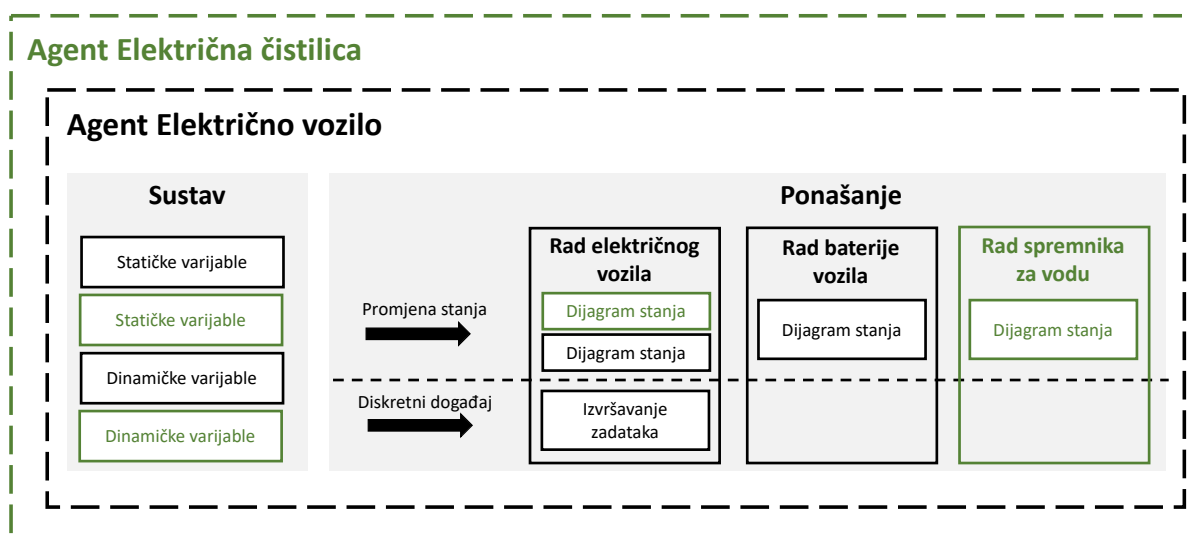 Agent Električna čistilica
Agent Električno vozilo
Sustav
Statičke varijable
Statičke varijable
Dinamičke varijable
Dinamičke varijable
Ponašanje
Promjena stanja
Diskretni događaj
Rad električnog
vozila
Dijagram stanja
Dijagram stanja
Izvršavanje
zadataka
Rad baterije
vozila
Dijagram stanja
Rad spremnika
za vodu
Dijagram stanja